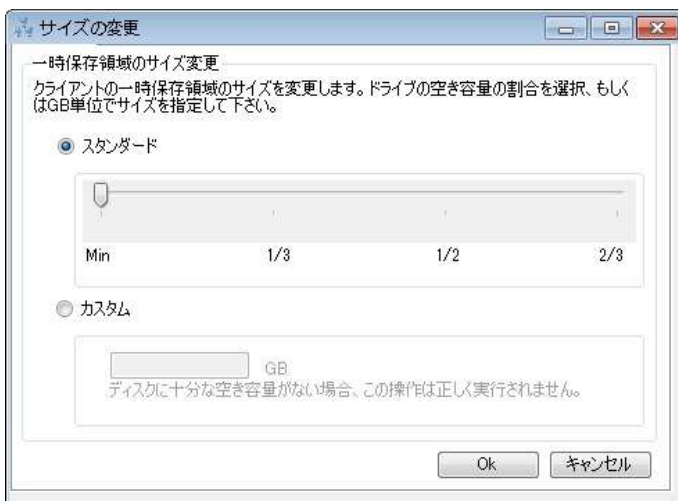 サイズの変更
一時保存領域のサイズ変更
クライアントの一時保存領域のサイズを変更します。ドライブの空き容量の割合を選択、もしく
はGB単位でサイズを指定して下さい。
スタンダード
Min 1/3 1/2 2/3
カスタム
GB
ディスクに十分な空き容量がない場合、この操作は正しく実行されません。
Ok キャンセル